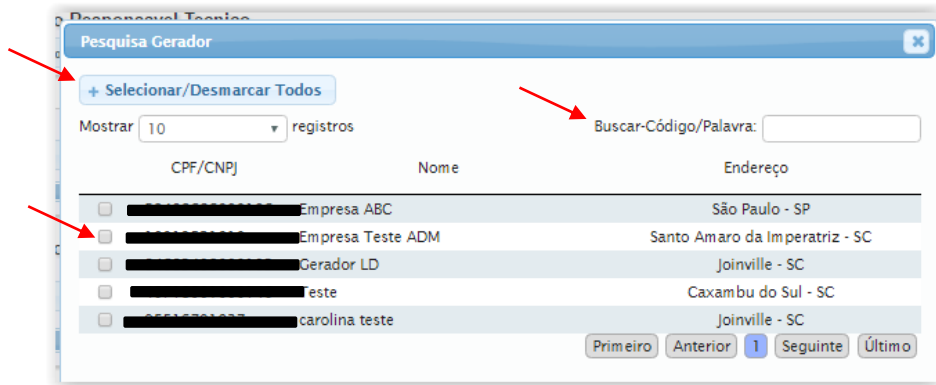 Responsavel Tecnico
Pesquisa Gerador
+ Selecionar/Desmarcar Todos
Mostrar 10 registros
Buscar-Código/Palavra:
CPF/CNPJ Nome Endereço
Empresa ABC São Paulo - SP
Empresa Teste ADM Santo Amaro da Imperatriz - SC
Gerador LD Joinville - SC
Teste Caxambu do Sul - SC
carolina teste Joinville - SC
Primeiro Anterior 1 Seguinte Último